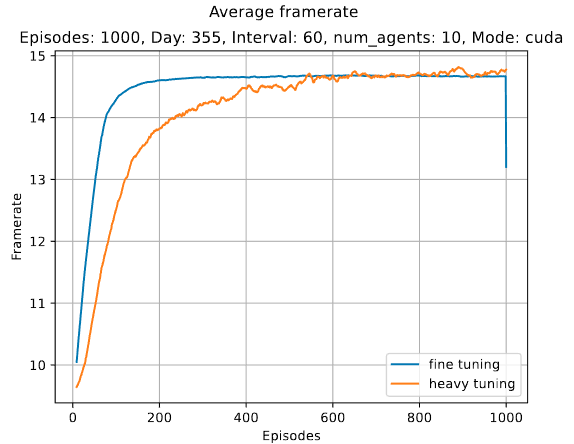 Average framerate
Episodes: 1000, Day: 355, Interval: 60, num_agents: 10, Mode: cuda
15
14
13
12
11
10
Framerate
0 200 400 600 800 1000
Episodes
fine tuning
heavy tuning